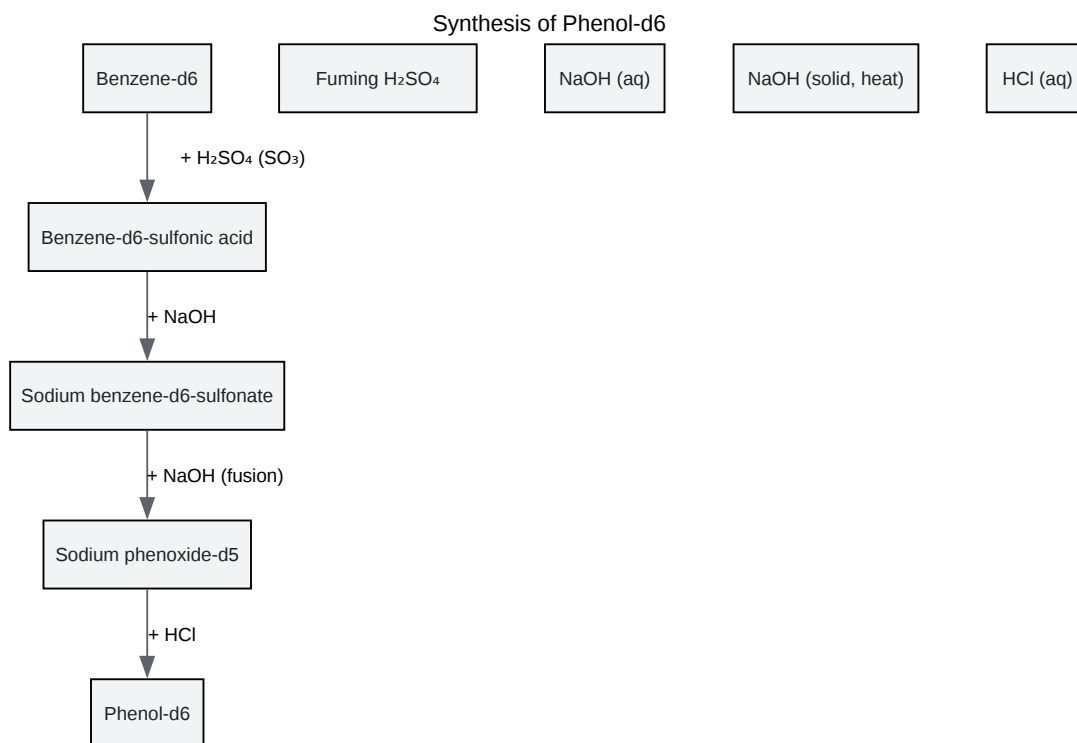 Synthesis of Phenol-d6
Benzene-d6
Fuming H₂SO₄
NaOH (aq)
NaOH (solid, heat)
HCl (aq)
+ H₂SO₄ (SO₃)
Benzene-d6-sulfonic acid
+ NaOH
Sodium benzene-d6-sulfonate
+ NaOH (fusion)
Sodium phenoxide-d5
+ HCl
Phenol-d6